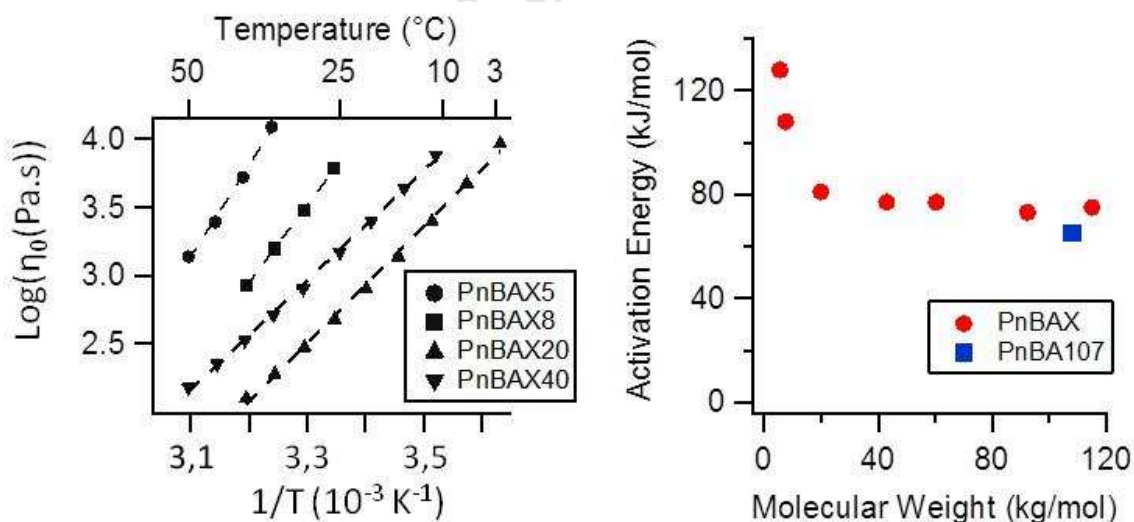 Temperature (°C)
50 25 10 3
Log(η₀(Pa.s))
4.0
3.5
3.0
2.5
PnBAX5
PnBAX8
PnBAX20
PnBAX40
3,1 3,3 3,5
1/T (10⁻³ K⁻¹)
Activation Energy (kJ/mol)
120
80
40
0
PnBAX
PnBA107
0 40 80 120
Molecular Weight (kg/mol)